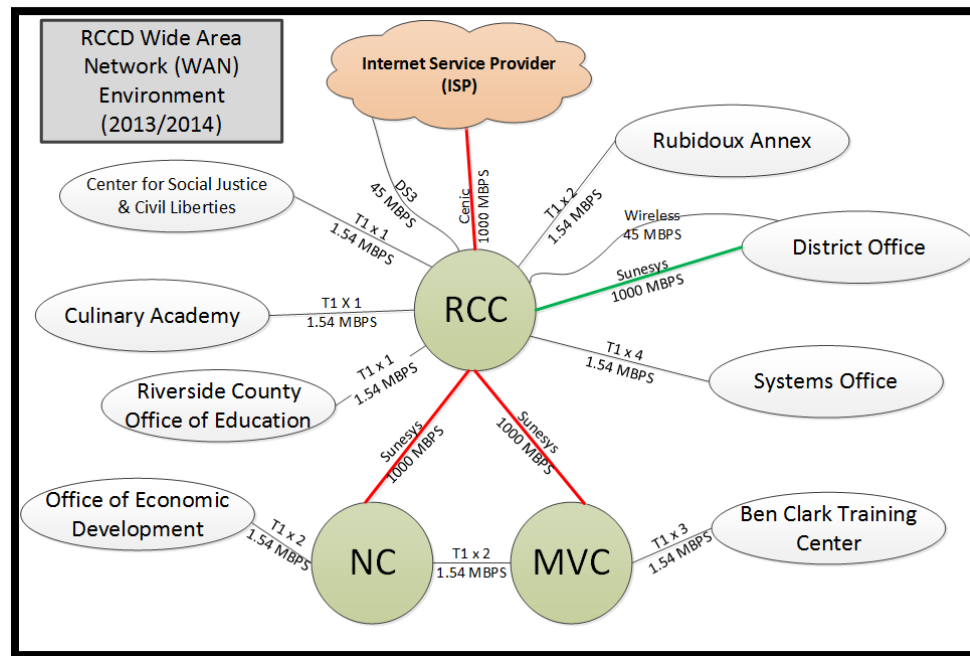 RCCD Wide Area
Network (WAN)
Environment
(2013/2014)
Internet Service Provider
(ISP)
DS3
45 MBPS
Cenic
1000 MBPS
Rubidoux Annex
T1 x 2
1.54 MBPS
Center for Social Justice
& Civil Liberties
T1 x 1
1.54 MBPS
Wireless
45 MBPS
District Office
Sunesys
1000 MBPS
RCC
Culinary Academy
T1 X 1
1.54 MBPS
Riverside County
Office of Education
T1 x 1
1.54 MBPS
T1 x 4
1.54 MBPS
Systems Office
Sunesys
1000 MBPS
Sunesys
1000 MBPS
Office of Economic
Development
T1 x 2
1.54 MBPS
NC
T1 x 2
1.54 MBPS
MVC
T1 x 3
1.54 MBPS
Ben Clark Training
Center